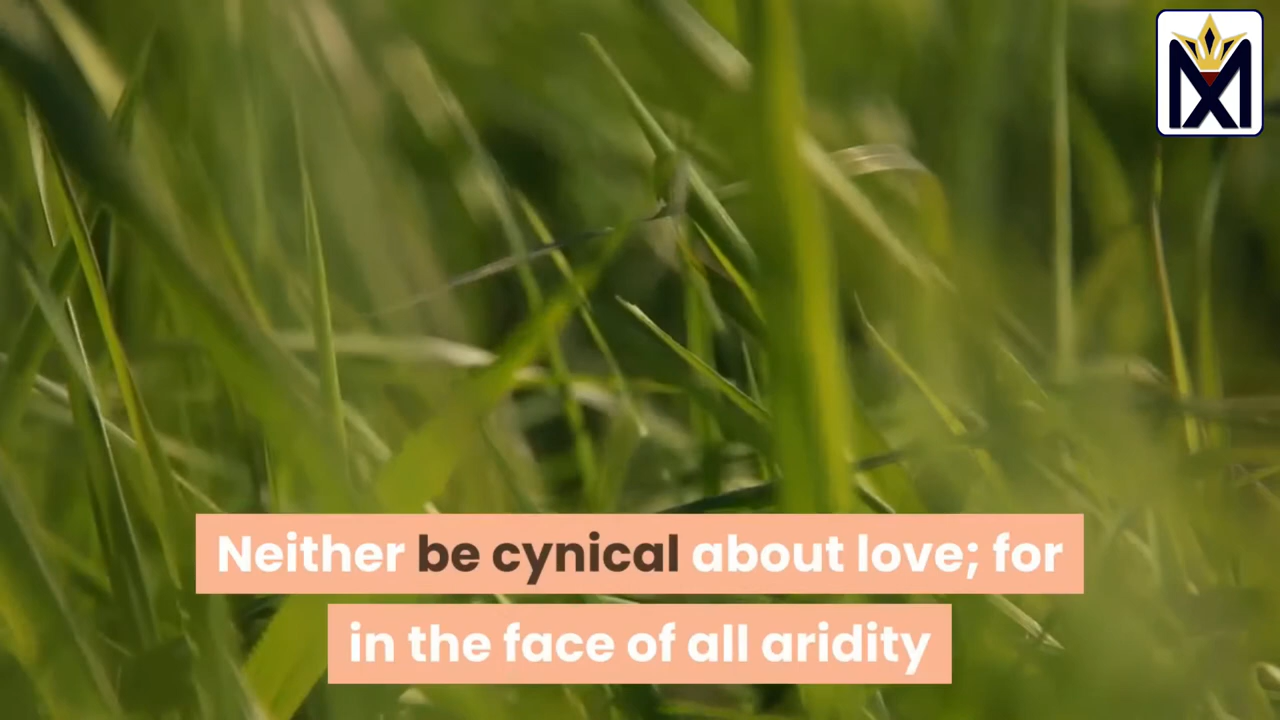 Neither be cynical about love; for
in the face of all aridity